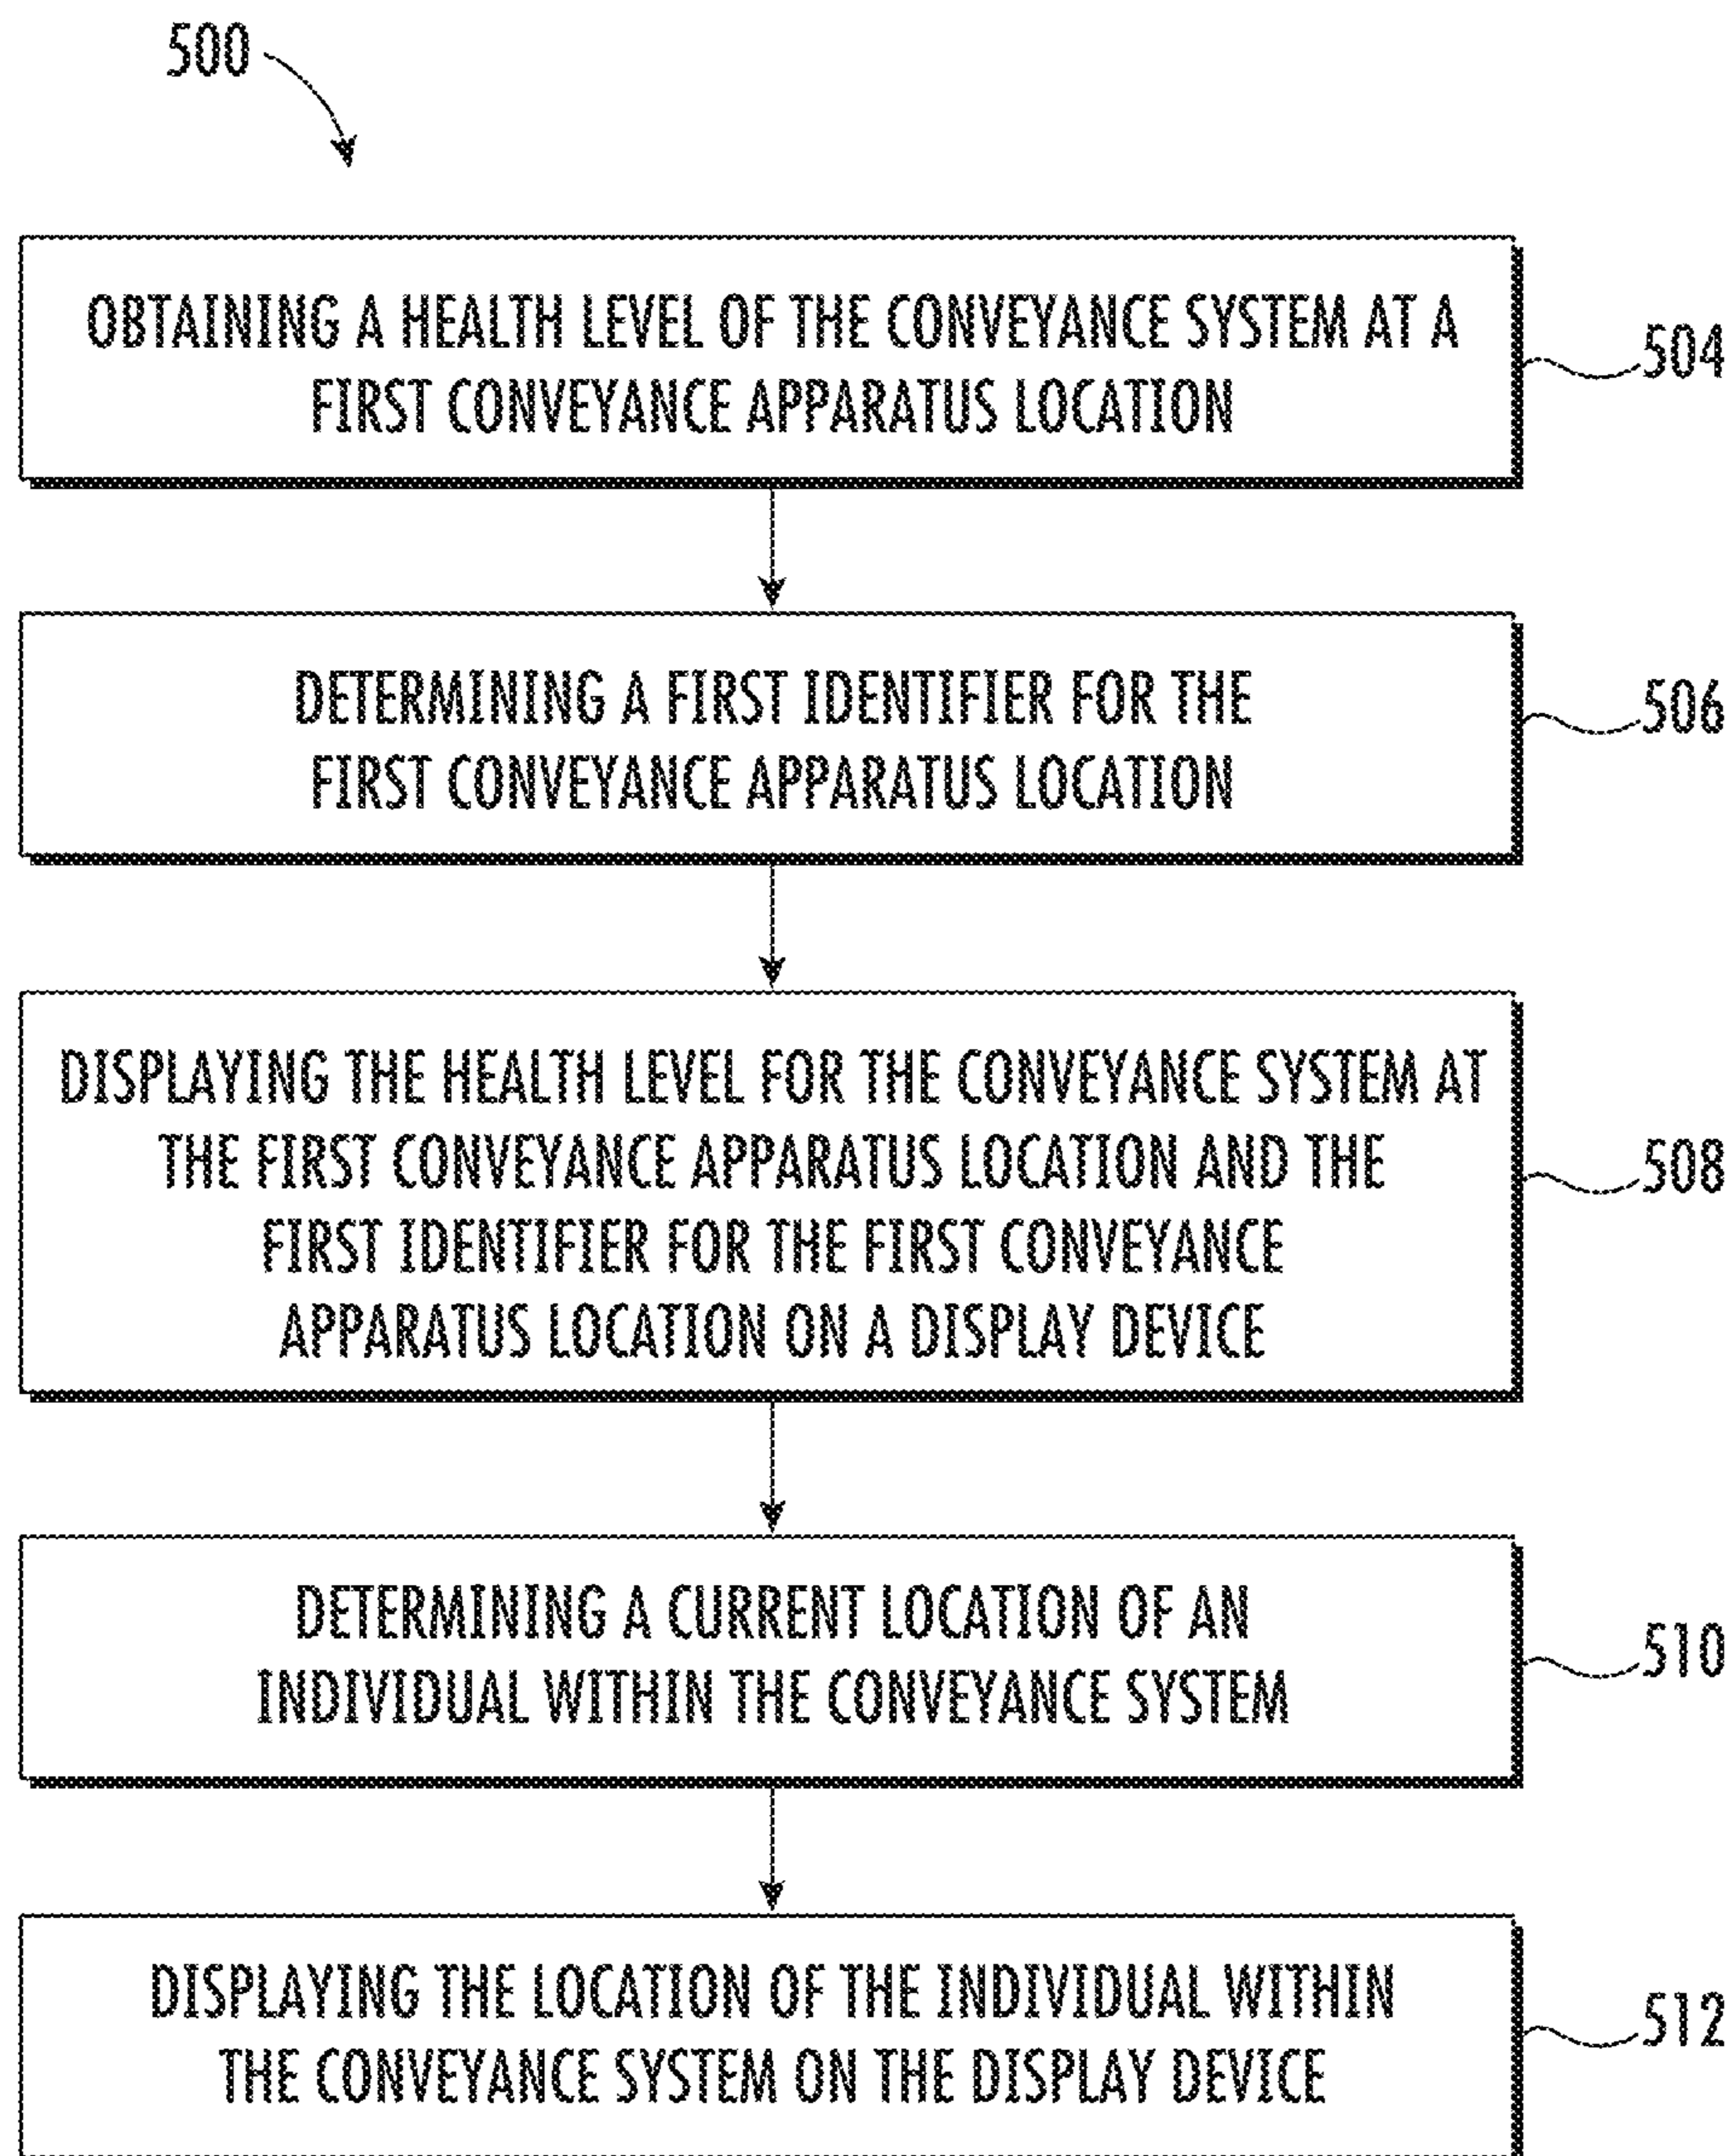 500
OBTAINING A HEALTH LEVEL OF THE CONVEYANCE SYSTEM AT A
FIRST CONVEYANCE APPARATUS LOCATION
504
DETERMINING A FIRST IDENTIFIER FOR THE
FIRST CONVEYANCE APPARATUS LOCATION
506
DISPLAYING THE HEALTH LEVEL FOR THE CONVEYANCE SYSTEM AT
THE FIRST CONVEYANCE APPARATUS LOCATION AND THE
FIRST IDENTIFIER FOR THE FIRST CONVEYANCE
APPARATUS LOCATION ON A DISPLAY DEVICE
508
DETERMINING A CURRENT LOCATION OF AN
INDIVIDUAL WITHIN THE CONVEYANCE SYSTEM
510
DISPLAYING THE LOCATION OF THE INDIVIDUAL WITHIN
THE CONVEYANCE SYSTEM ON THE DISPLAY DEVICE
512